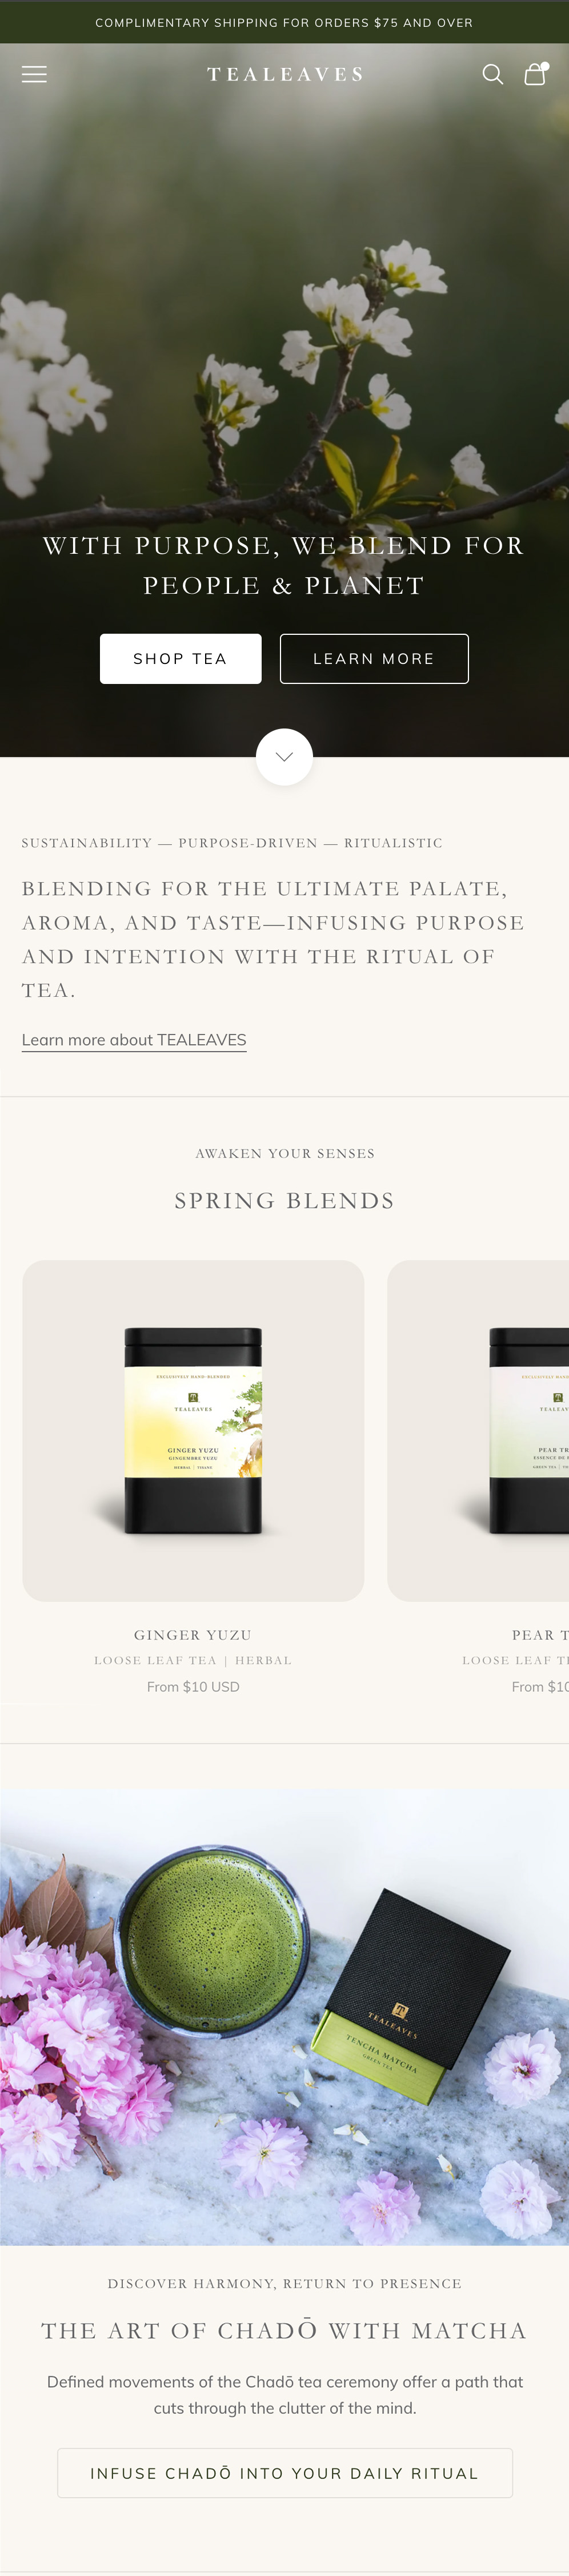 COMPLIMENTARY SHIPPING FOR ORDERS $75 AND OVER
TEALEAVES
WITH PURPOSE, WE BLEND FOR
PEOPLE & PLANET
SHOP TEA
LEARN MORE
SUSTAINABILITY — PURPOSE-DRIVEN — RITUALISTIC
BLENDING FOR THE ULTIMATE PALATE,
AROMA, AND TASTE—INFUSING PURPOSE
AND INTENTION WITH THE RITUAL OF
TEA.
Learn more about TEALEAVES
AWAKEN YOUR SENSES
SPRING BLENDS
EXCLUSIVELY HAND-BLENDED
TEALEAVES
GINGER YUZU
GINGEMBRE YUZU
HERBAL | TISANE
EXCLUSIVELY HAND
TEALEA
PEAR TR
ESSENCE DE
GREEN TEA | TH
GINGER YUZU
LOOSE LEAF TEA | HERBAL
From $10 USD
PEAR T
LOOSE LEAF T
From $10
T
TEALEAVES
TENCHA MATCHA
GREEN TEA
DISCOVER HARMONY, RETURN TO PRESENCE
THE ART OF CHADŌ WITH MATCHA
Defined movements of the Chadō tea ceremony offer a path that
cuts through the clutter of the mind.
INFUSE CHADŌ INTO YOUR DAILY RITUAL